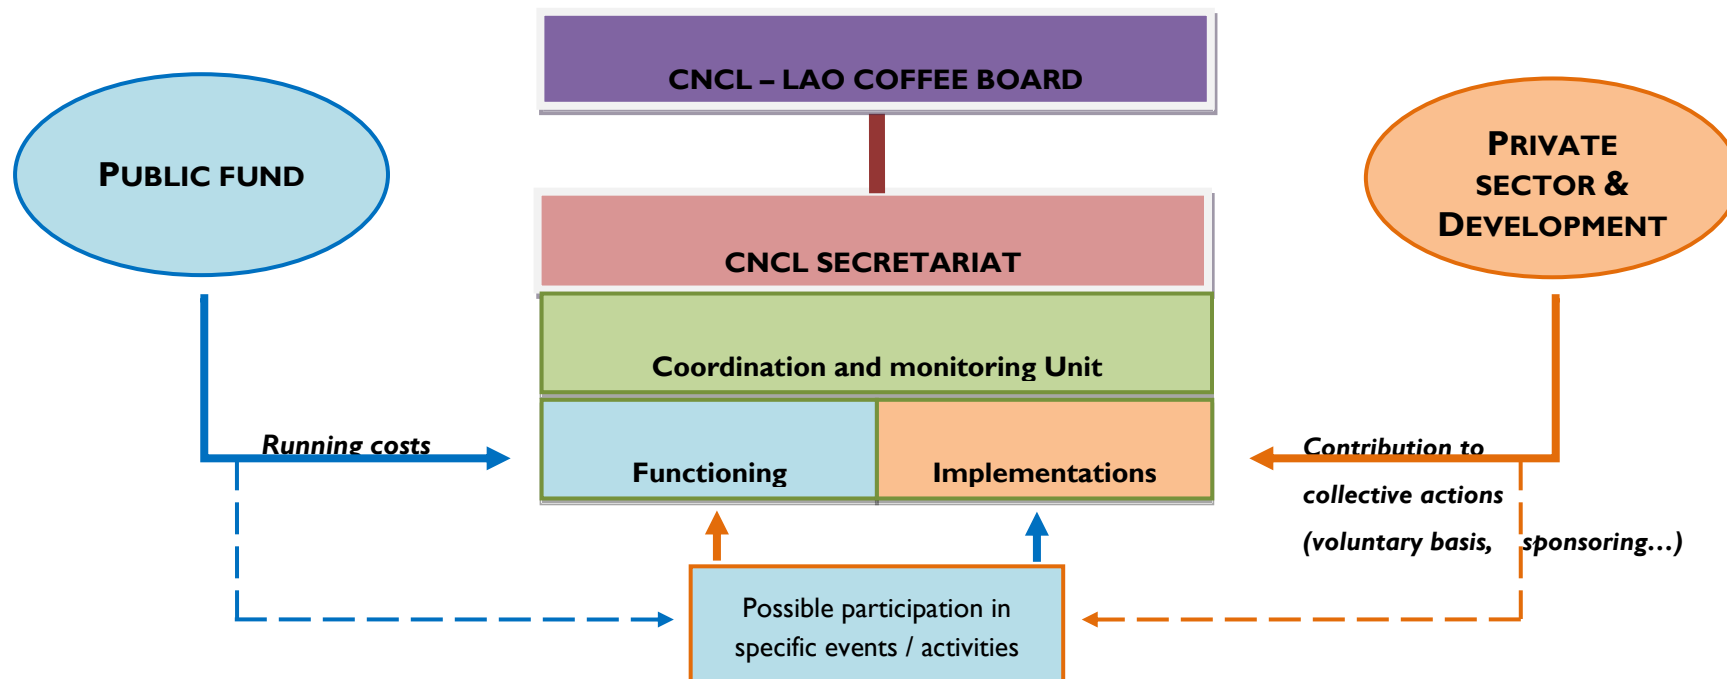 CNCL – LAO COFFEE BOARD
PUBLIC FUND
PRIVATE
SECTOR &
DEVELOPMENT
CNCL SECRETARIAT
Coordination and monitoring Unit
Running costs
Functioning
Implementations
Contribution to
collective actions
(voluntary basis, sponsoring…)
Possible participation in
specific events / activities